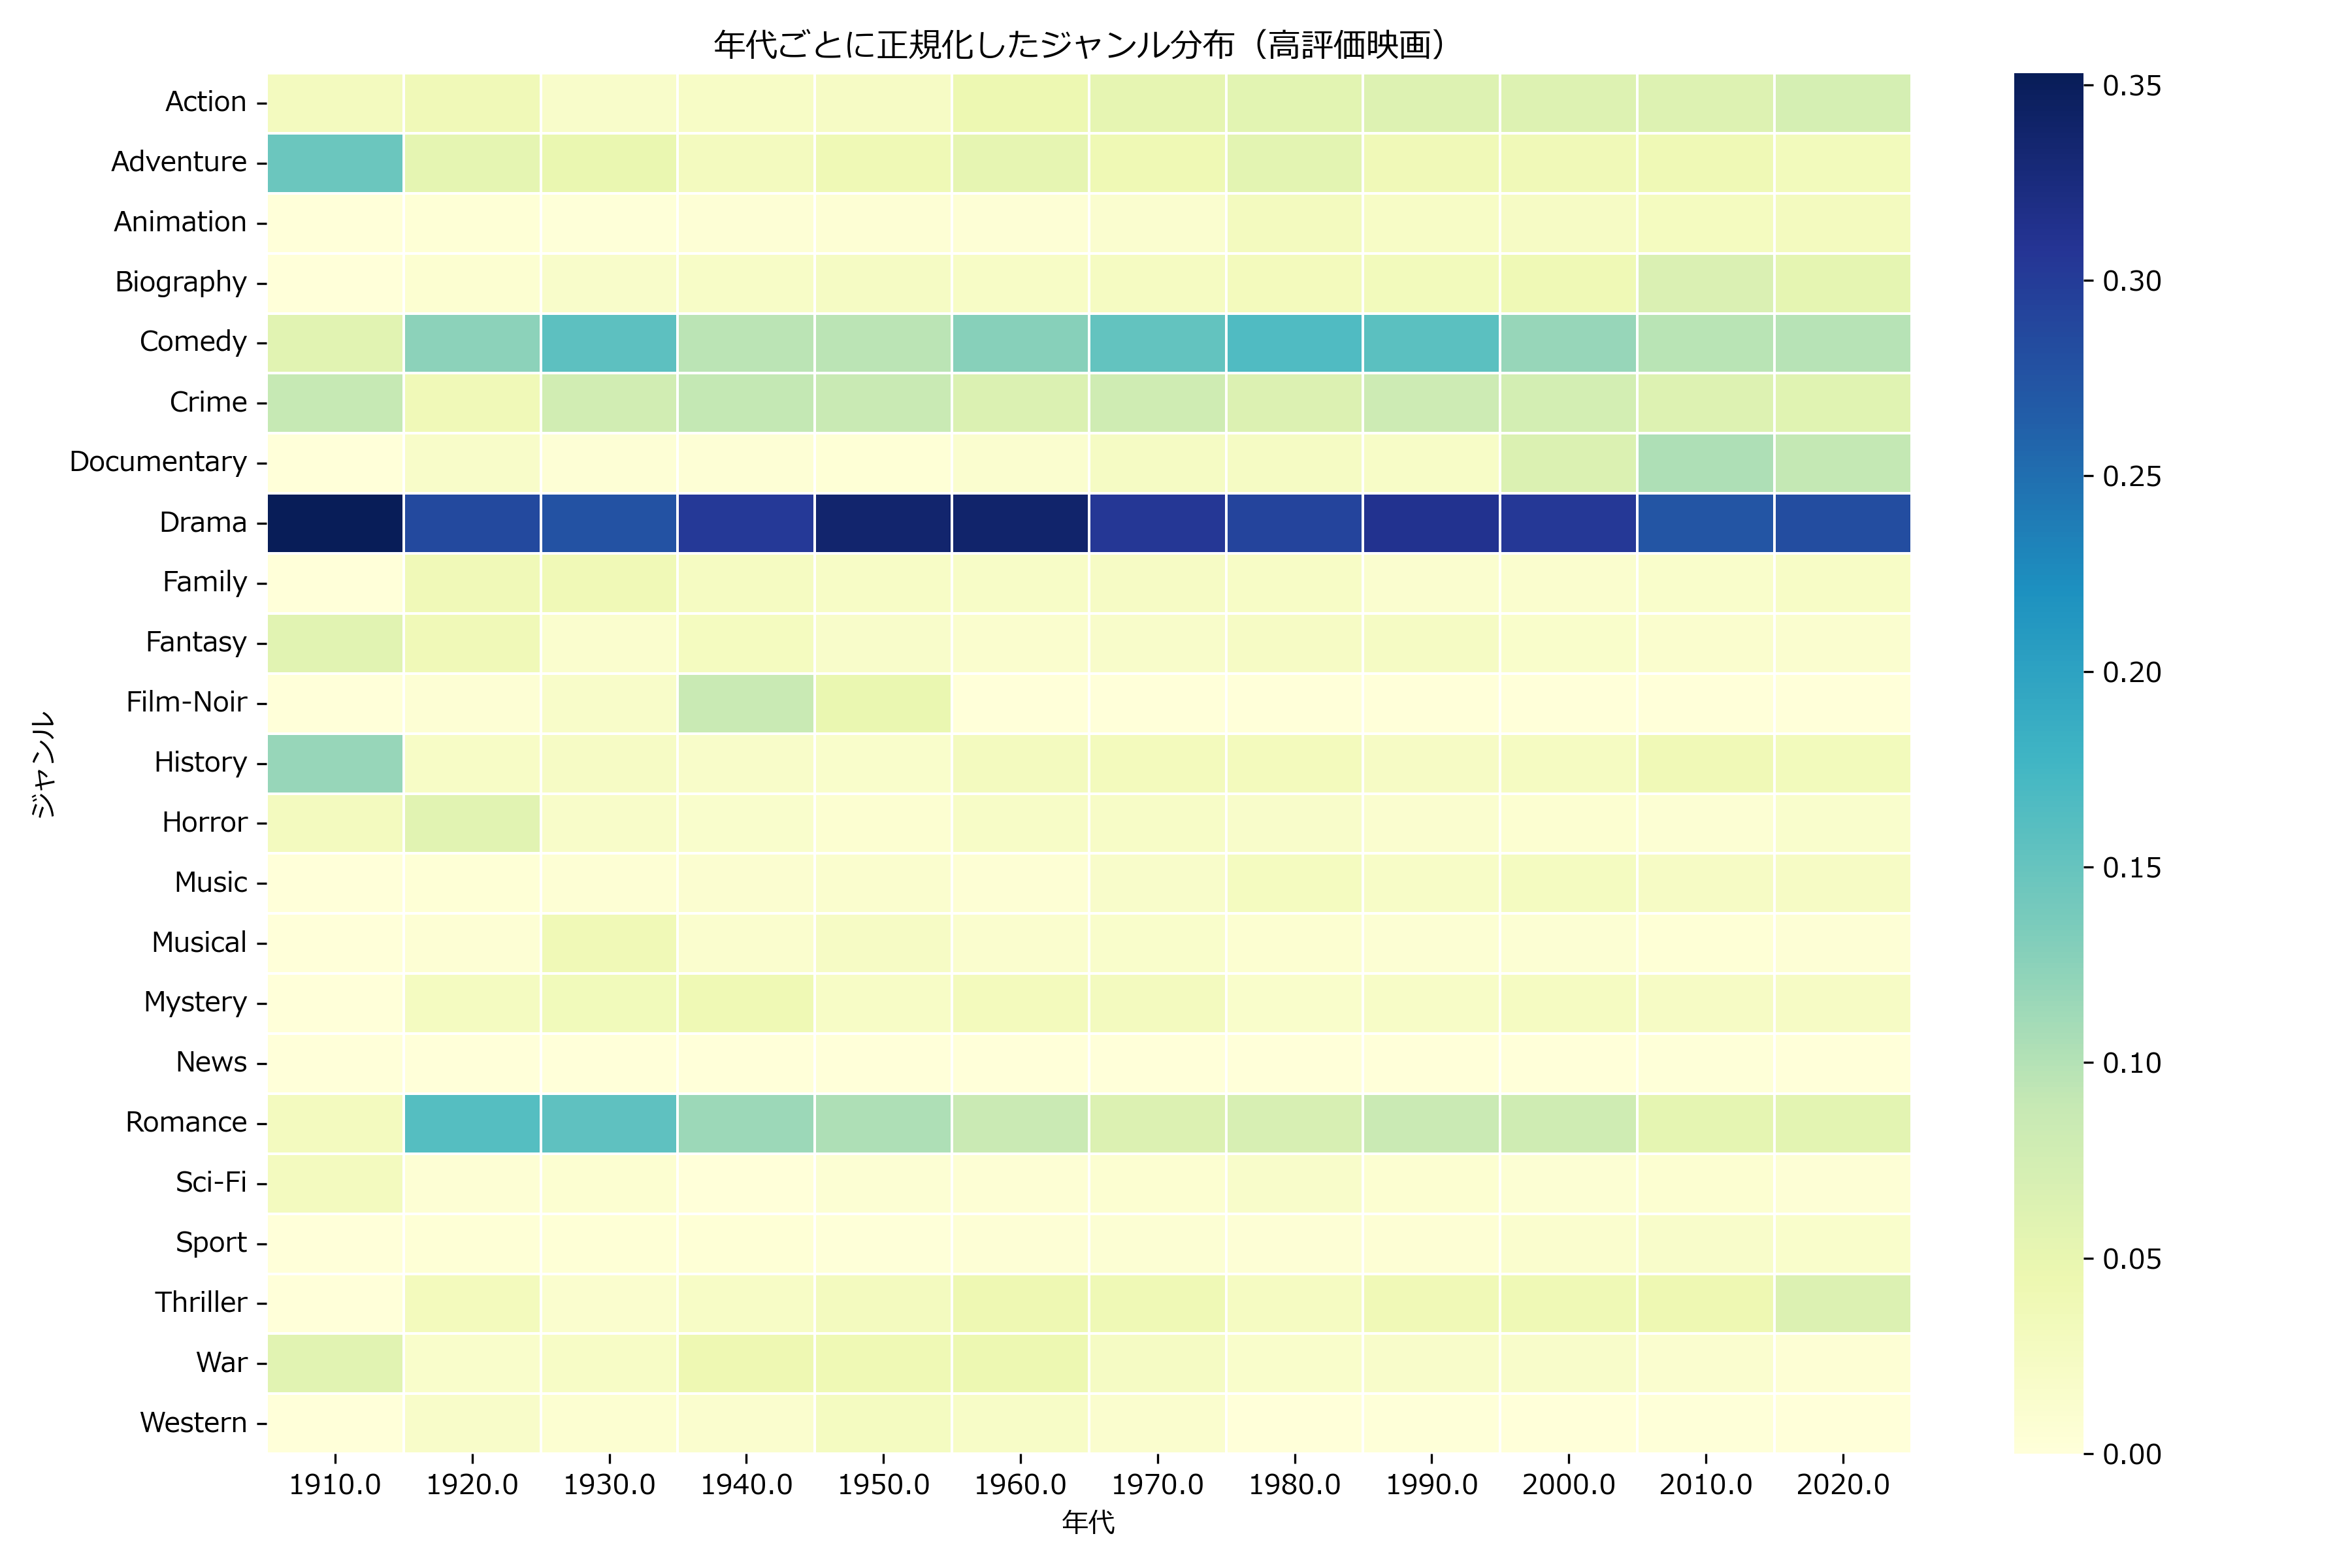 年代ごとに正規化したジャンル分布（高評価映画）
ジャンル
Action
Adventure
Animation
Biography
Comedy
Crime
Documentary
Drama
Family
Fantasy
Film-Noir
History
Horror
Music
Musical
Mystery
News
Romance
Sci-Fi
Sport
Thriller
War
Western
1910.0 1920.0 1930.0 1940.0 1950.0 1960.0 1970.0 1980.0 1990.0 2000.0 2010.0 2020.0
年代
0.35
0.30
0.25
0.20
0.15
0.10
0.05
0.00